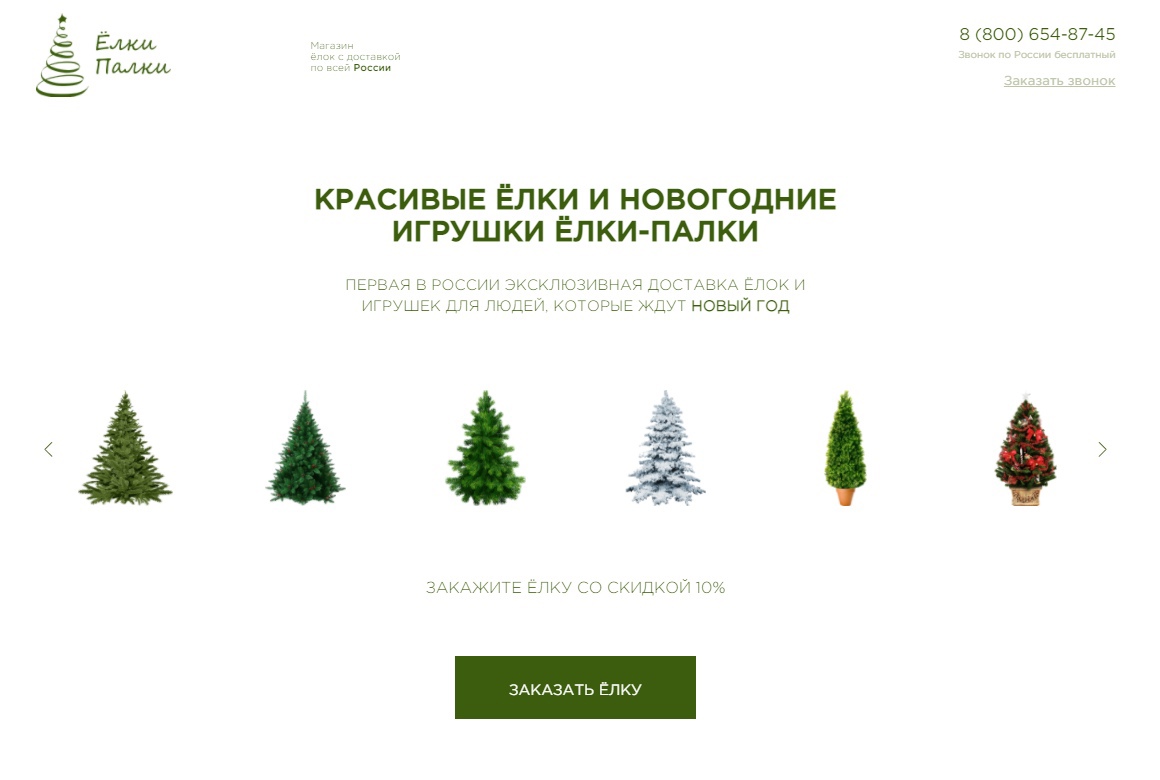 Ёлки
Палки
Магазин
ёлок с доставкой
по всей России
8 (800) 654-87-45
Звонок по России бесплатный
Заказать звонок
КРАСИВЫЕ ЁЛКИ И НОВОГОДНИЕ
ИГРУШКИ ЁЛКИ-ПАЛКИ
ПЕРВАЯ В РОССИИ ЭКСКЛЮЗИВНАЯ ДОСТАВКА ЁЛОК И
ИГРУШЕК ДЛЯ ЛЮДЕЙ, КОТОРЫЕ ЖДУТ НОВЫЙ ГОД
ЗАКАЖИТЕ ЁЛКУ СО СКИДКОЙ 10%
ЗАКАЗАТЬ ЁЛКУ